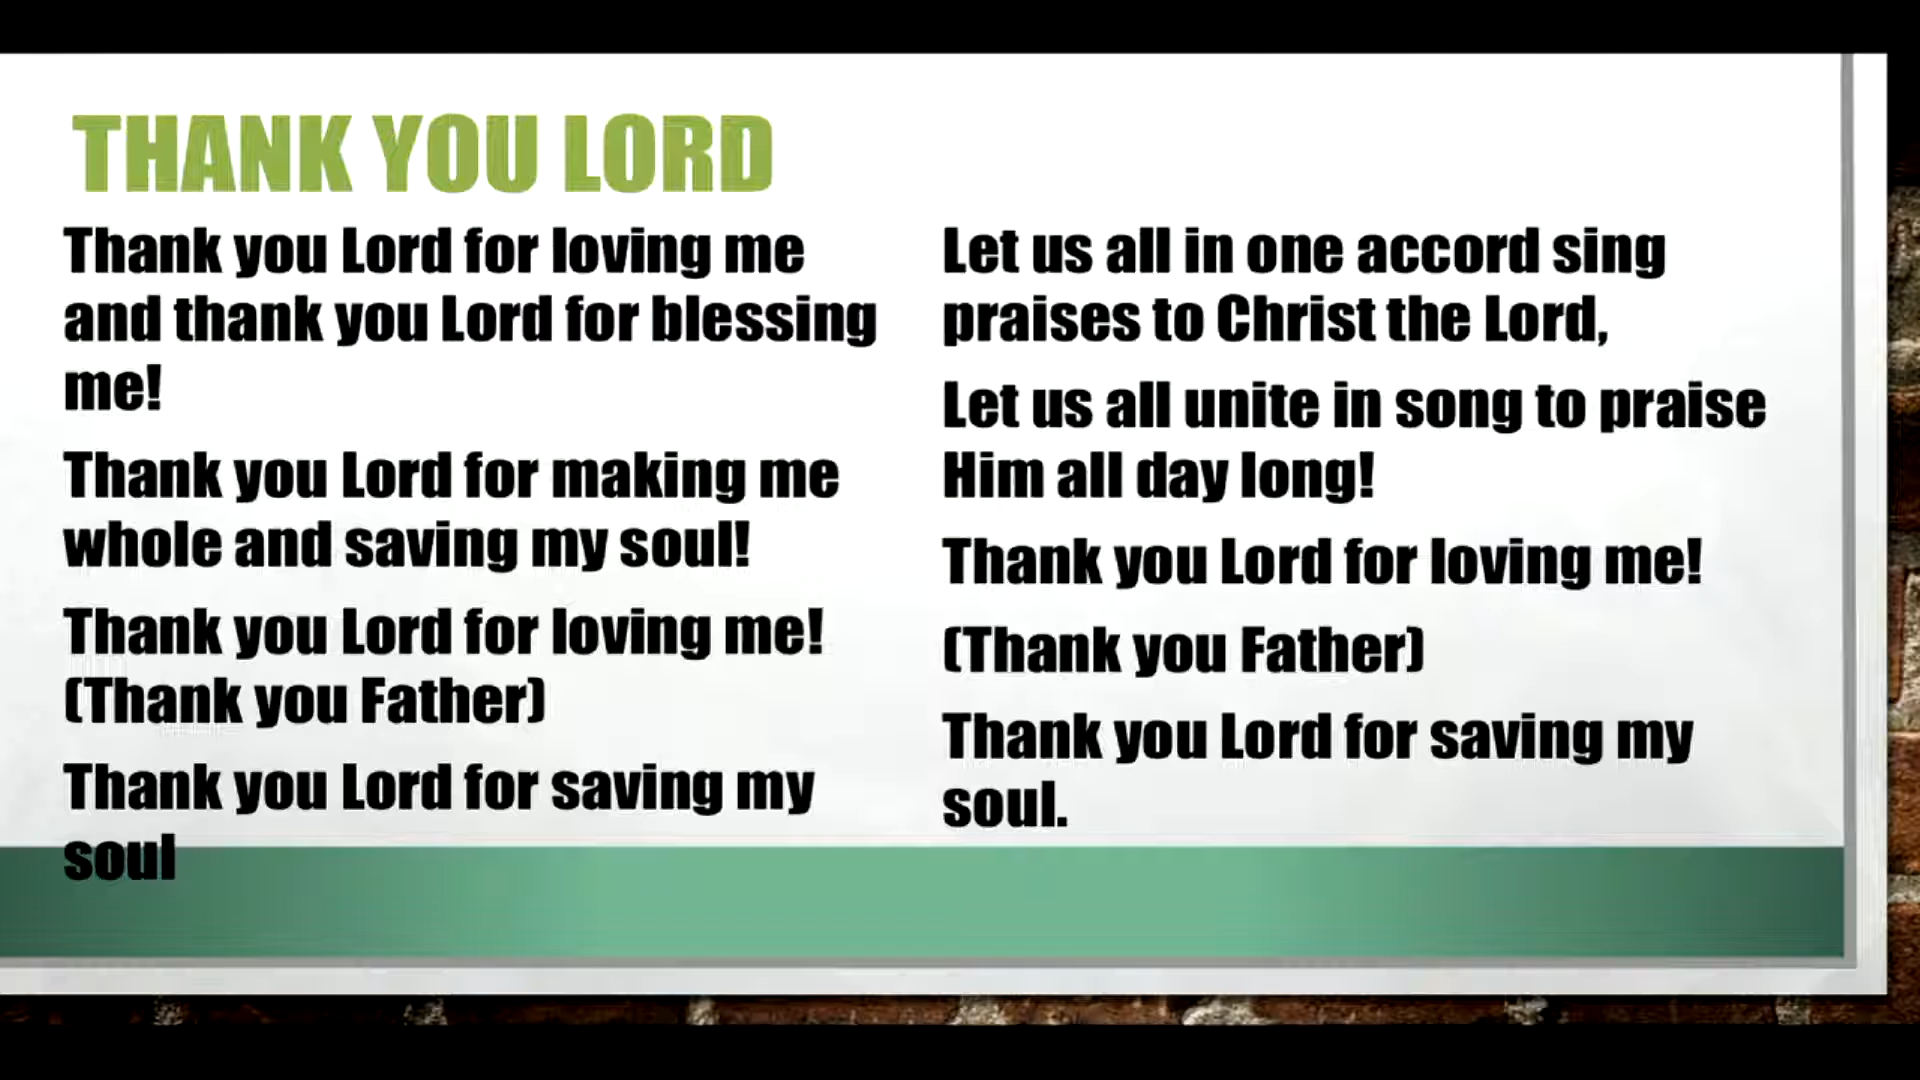 THANK YOU LORD
Thank you Lord for loving me
and thank you Lord for blessing
me!
Thank you Lord for making me
whole and saving my soul!
Thank you Lord for loving me!
(Thank you Father)
Thank you Lord for saving my
soul
Let us all in one accord sing
praises to Christ the Lord,
Let us all unite in song to praise
Him all day long!
Thank you Lord for loving me!
(Thank you Father)
Thank you Lord for saving my
soul.